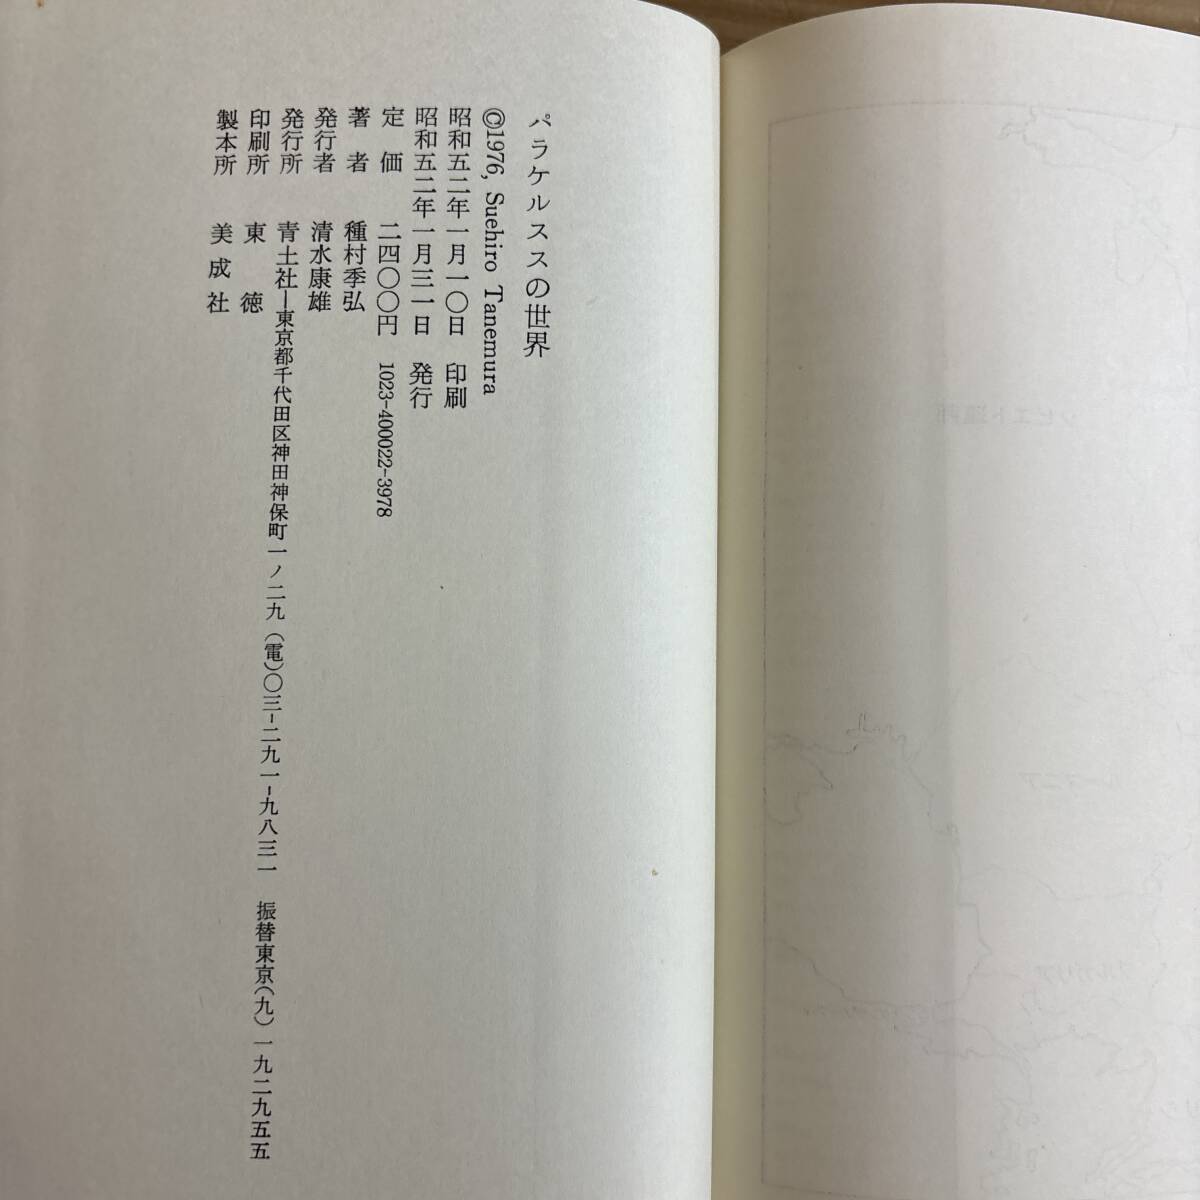 パラケルススの世界
©1976, Suehiro Tanemura
昭和五二年一月一〇日 印刷
昭和五二年一月三一日 発行
定価 二四〇〇円 1023-400022-3978
著者 種村季弘
発行者 清水康雄
発行所 青土社―東京都千代田区神田神保町一ノ二九 (電)〇三-二九一-九八三一 振替東京(九)一九二九五五
印刷所 東徳
製本所 美成社